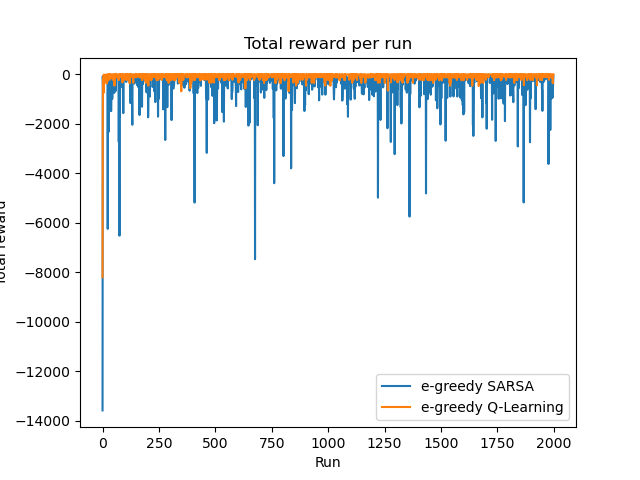 Total reward per run
Total reward
0
−2000
−4000
−6000
−8000
−10000
−12000
−14000
0 250 500 750 1000 1250 1500 1750 2000
Run
e-greedy SARSA
e-greedy Q-Learning